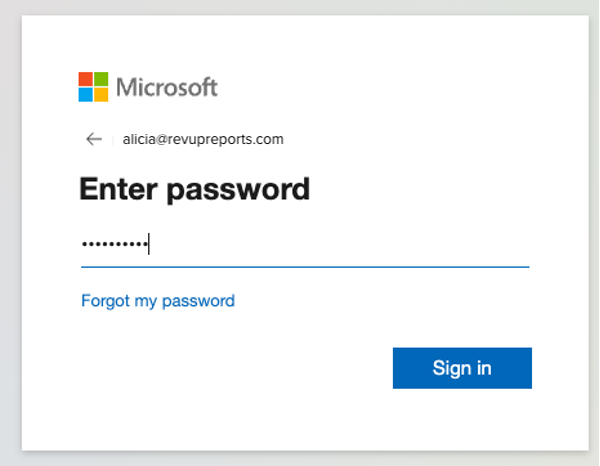 Microsoft
alicia@revupreports.com
Enter password
••••••••••
Forgot my password
Sign in